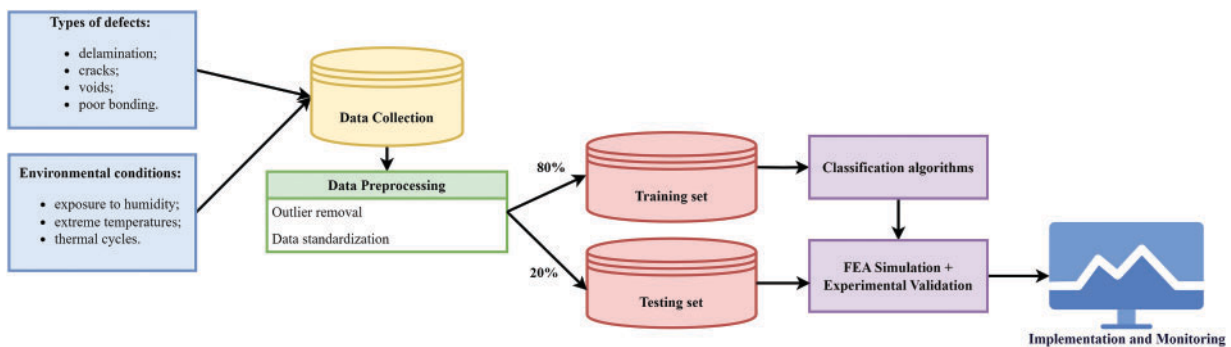 Types of defects:
• delamination;
• cracks;
• voids;
• poor bonding.
Environmental conditions:
• exposure to humidity;
• extreme temperatures;
• thermal cycles.
Data Collection
Data Preprocessing
Outlier removal
Data standardization
80%
20%
Training set
Testing set
Classification algorithms
FEA Simulation +
Experimental Validation
Implementation and Monitoring